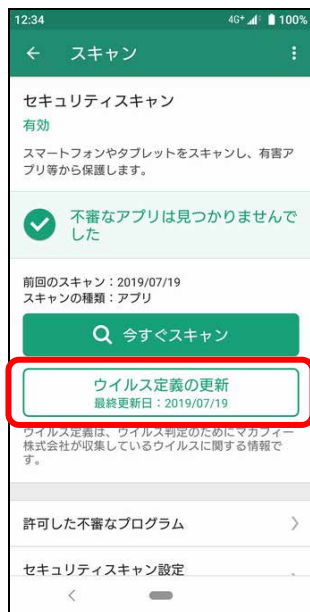 12:34 4G+ 100%
スキャン
セキュリティスキャン
有効
スマートフォンやタブレットをスキャンし、有害ア
プリ等から保護します。
不審なアプリは見つかりませんで
した
前回のスキャン：2019/07/19
スキャンの種類：アプリ
今すぐスキャン
ウイルス定義の更新
最終更新日：2019/07/19
ウイルス定義は、ウイルス判定のためにマカフィー
株式会社が収集しているウイルスに関する情報で
す。
許可した不審なプログラム
セキュリティスキャン設定